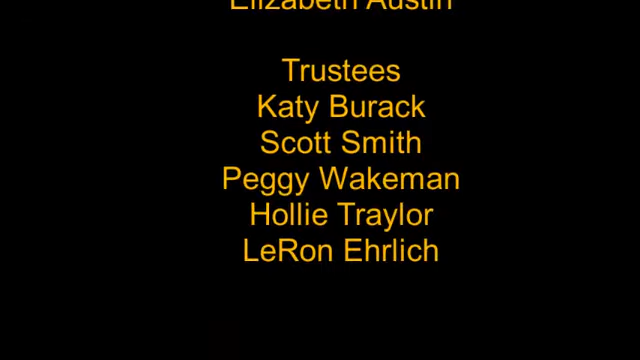 Elizabeth Austin
Trustees
Katy Burack
Scott Smith
Peggy Wakeman
Hollie Traylor
LeRon Ehrlich